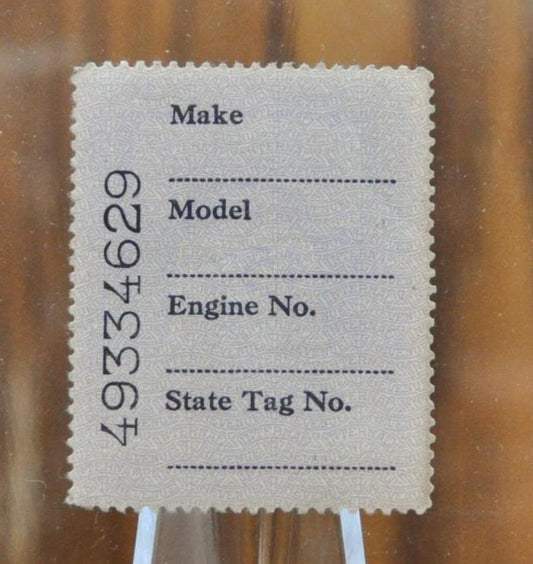 Make
Model
Engine No.
State Tag No.
49334629